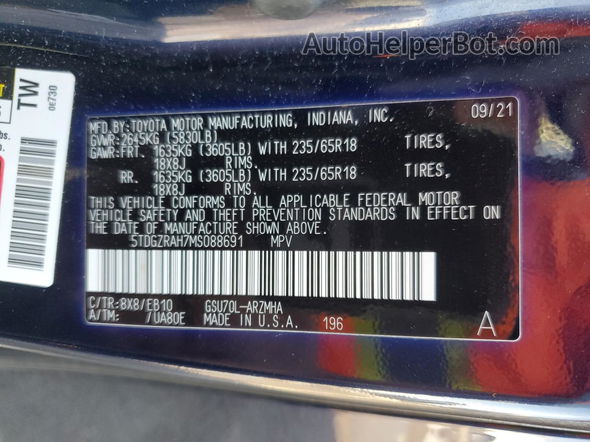 AutoHelperBot.com
TW
0E730
bs.
MFD.BY:TOYOTA MOTOR MANUFACTURING, INDIANA, INC. 09/21
GVWR:2645KG (5830LB)
GAWR:FRT. 1635KG (3605LB) WITH 235/65R18 TIRES,
18X8J RIMS.
RR. 1635KG (3605LB) WITH 235/65R18 TIRES,
18X8J RIMS.
THIS VEHICLE CONFORMS TO ALL APPLICABLE FEDERAL MOTOR
VEHICLE SAFETY AND THEFT PREVENTION STANDARDS IN EFFECT ON
THE DATE OF MANUFACTURE SHOWN ABOVE.
5TDGZRAH7MS088691 MPV
C/TR:8X8/EB10 GSU70L-ARZMHA
A/TM: /UA80E MADE IN U.S.A. 196 A